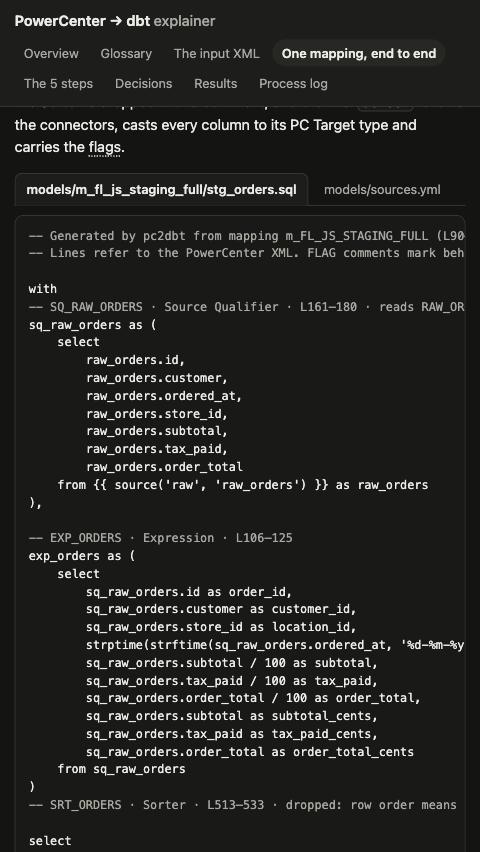 PowerCenter → dbt explainer
Overview Glossary The input XML One mapping, end to end
The 5 steps Decisions Results Process log
the connectors, casts every column to its PC Target type and
carries the flags.
models/m_fl_js_staging_full/stg_orders.sql models/sources.yml
-- Generated by pc2dbt from mapping m_FL_JS_STAGING_FULL (L90
-- Lines refer to the PowerCenter XML. FLAG comments mark beh
with
-- SQ_RAW_ORDERS · Source Qualifier · L161–180 · reads RAW_OR
sq_raw_orders as (
    select
        raw_orders.id,
        raw_orders.customer,
        raw_orders.ordered_at,
        raw_orders.store_id,
        raw_orders.subtotal,
        raw_orders.tax_paid,
        raw_orders.order_total
    from {{ source('raw', 'raw_orders') }} as raw_orders
),
-- EXP_ORDERS · Expression · L106–125
exp_orders as (
    select
        sq_raw_orders.id as order_id,
        sq_raw_orders.customer as customer_id,
        sq_raw_orders.store_id as location_id,
        strptime(strftime(sq_raw_orders.ordered_at, '%d-%m-%y
        sq_raw_orders.subtotal / 100 as subtotal,
        sq_raw_orders.tax_paid / 100 as tax_paid,
        sq_raw_orders.order_total / 100 as order_total,
        sq_raw_orders.subtotal as subtotal_cents,
        sq_raw_orders.tax_paid as tax_paid_cents,
        sq_raw_orders.order_total as order_total_cents
    from sq_raw_orders
)
-- SRT_ORDERS · Sorter · L513–533 · dropped: row order means
select